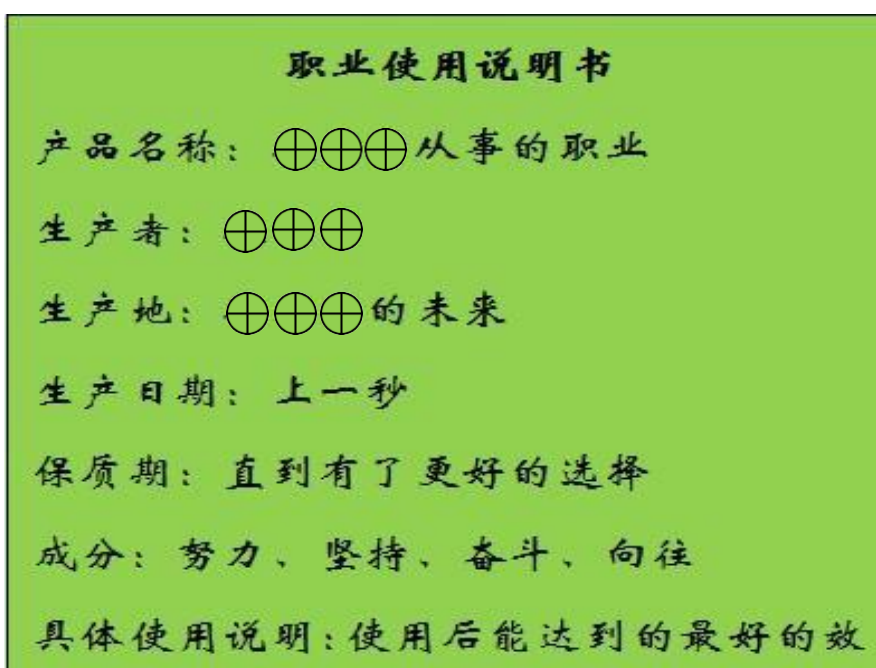 职业使用说明书
产品名称：⊕⊕⊕从事的职业
生产者：⊕⊕⊕
生产地：⊕⊕⊕的未来
生产日期：上一秒
保质期：直到有了更好的选择
成分：努力、坚持、奋斗、向往
具体使用说明：使用后能达到的最好的效